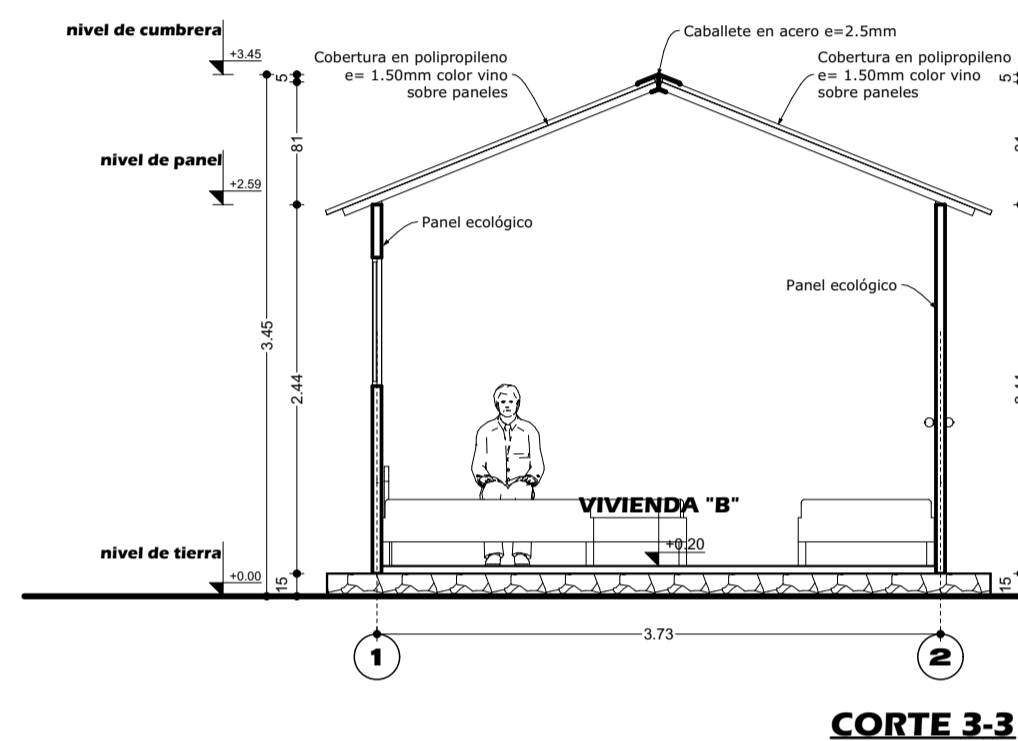 nivel de cumbrera
+3.45
Caballete en acero e=2.5mm
Cobertura en polipropileno
e= 1.50mm color vino
sobre paneles
Cobertura en polipropileno
e= 1.50mm color vino
sobre paneles
5
5
81
nivel de panel
+2.59
Panel ecológico
Panel ecológico
3.45
2.44
VIVIENDA "B"
+0.20
nivel de tierra
+0.00
15
15
3.73
1
2
CORTE 3-3